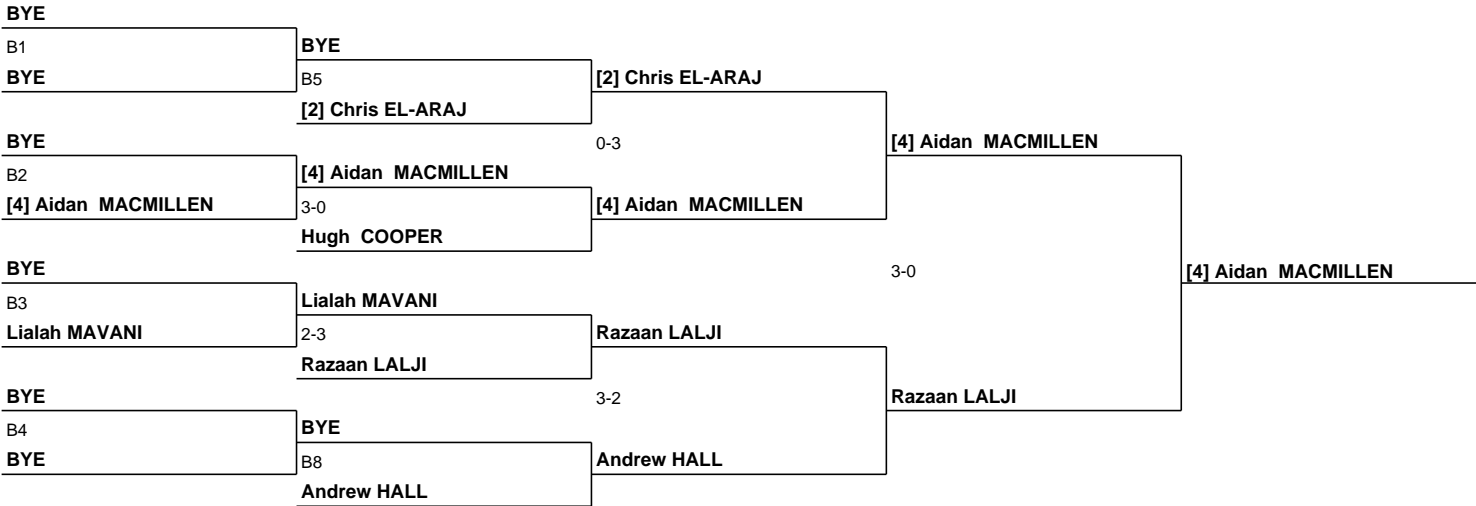 BYE
B1
BYE
BYE
B2
[4] Aidan MACMILLEN
BYE
B3
Lialah MAVANI
BYE
B4
BYE
BYE
B5
[2] Chris EL-ARAJ
[4] Aidan MACMILLEN
3-0
Hugh COOPER
Lialah MAVANI
2-3
Razaan LALJI
BYE
B8
Andrew HALL
[2] Chris EL-ARAJ
0-3
[4] Aidan MACMILLEN
Razaan LALJI
3-2
Andrew HALL
[4] Aidan MACMILLEN
3-0
Razaan LALJI
[4] Aidan MACMILLEN